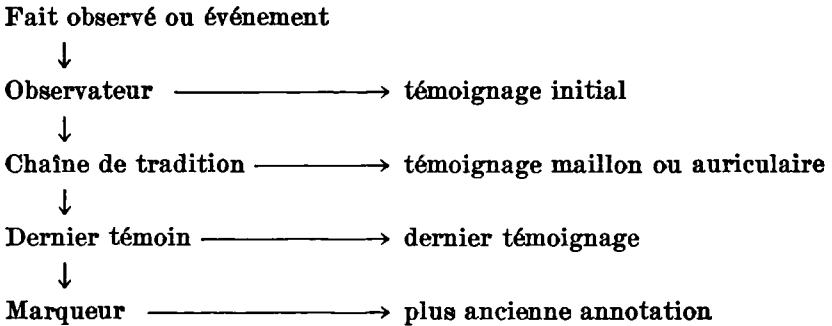 Fait observé ou événement
↓
Observateur ⟶ témoignage initial
↓
Chaîne de tradition ⟶ témoignage maillon ou auriculaire
↓
Dernier témoin ⟶ dernier témoignage
↓
Marqueur ⟶ plus ancienne annotation